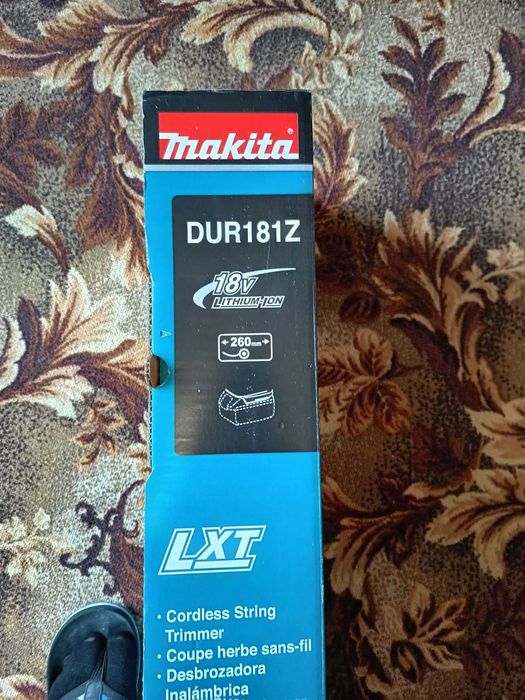 Makita®
DUR181Z
18V
LITHIUM-ION
260mm
LXT
· Cordless String
Trimmer
· Coupe herbe sans-fil
· Desbrozadora
Inalámbrica